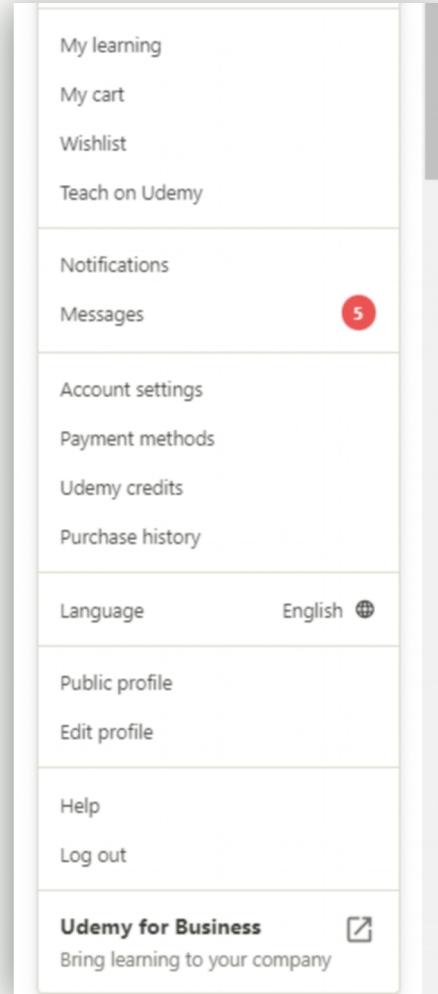 My learning
My cart
Wishlist
Teach on Udemy
Notifications
Messages 5
Account settings
Payment methods
Udemy credits
Purchase history
Language English
Public profile
Edit profile
Help
Log out
Udemy for Business
Bring learning to your company